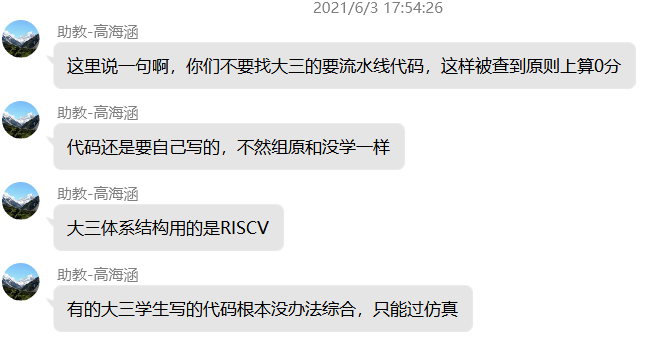 2021/6/3 17:54:26
助教-高海涵
这里说一句啊，你们不要找大三的要流水线代码，这样被查到原则上算0分
助教-高海涵
代码还是要自己写的，不然组原和没学一样
助教-高海涵
大三体系结构用的是RISCV
助教-高海涵
有的大三学生写的代码根本没办法综合，只能过仿真